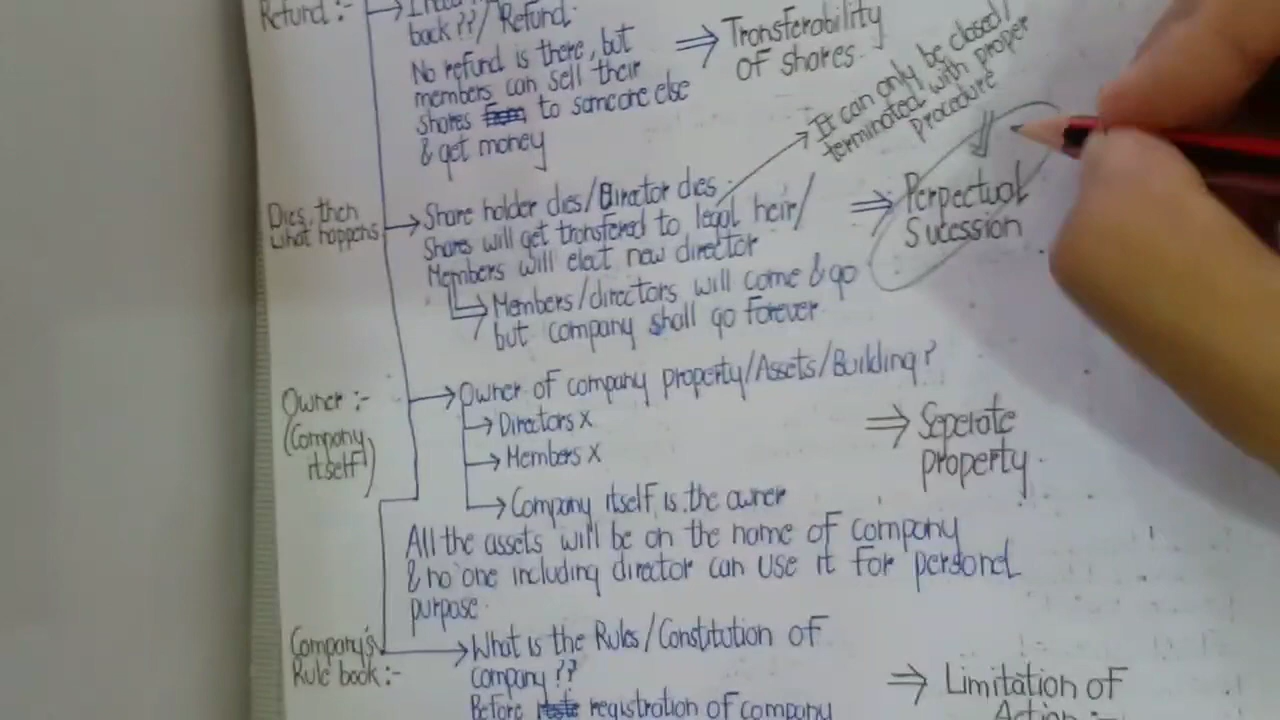 Refund :-
back??/Refund.
No refund is there, but
members can sell their
shares to someone else
& get money
⇒ Transferability
of shares.
It can only be closed/
terminated with proper
procedure
Dies, then
what happens
Share holder dies/Director dies
Shares will get transfered to legal heir/
Members will elect new director
⇒ Perpectual
Sucession
Members/directors will come & go
but company shall go forever
Owner :-
(Company
itself)
Owner of company property/Assets/Building?
Directors X
Members X
Company itself is the owner
⇒ Seperate
property.
All the assets will be on the name of company
& no one including director can use it for personal
purpose.
Company's
Rule book :-
What is the Rules/Constitution of
company??
Before registration of company
⇒ Limitation of
Action :-